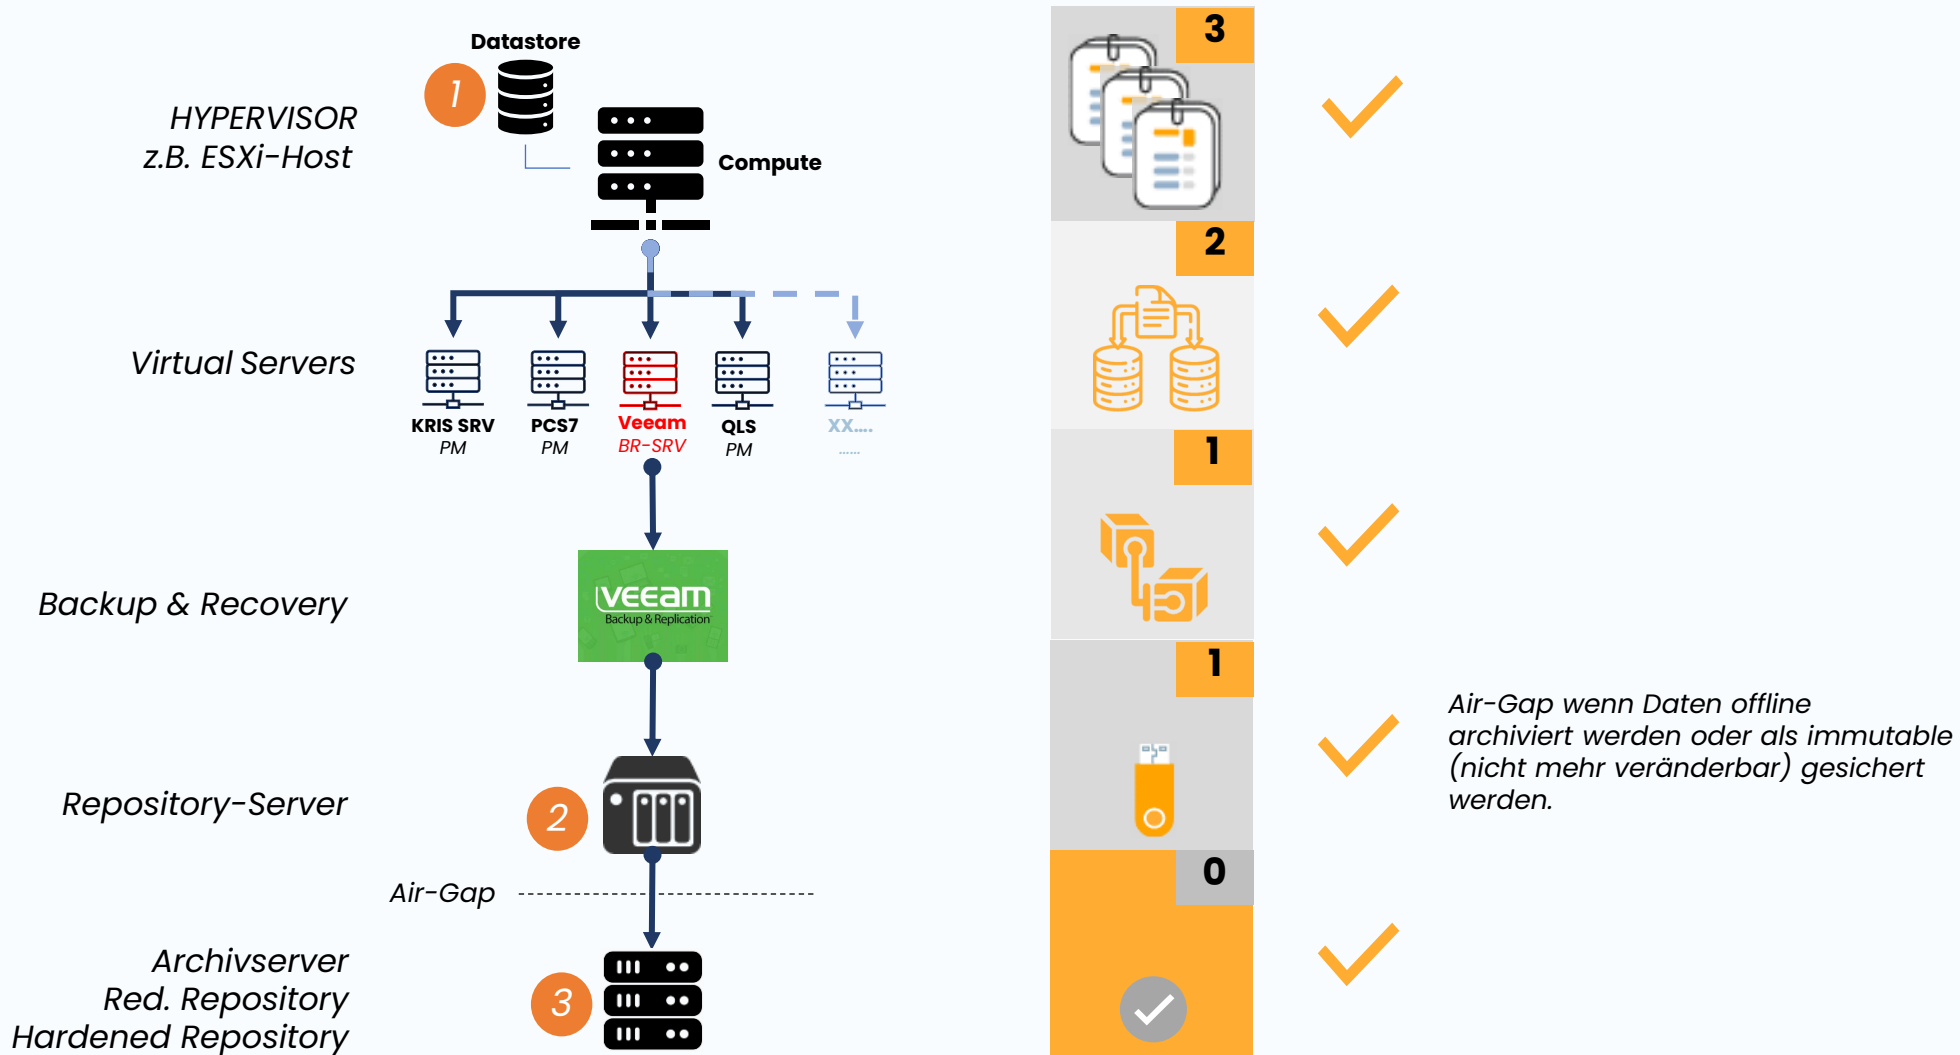 Datastore
1
HYPERVISOR
z.B. ESXi-Host
Compute
Virtual Servers
KRIS SRV
PM
PCS7
PM
Veeam
BR-SRV
QLS
PM
XX....
......
Backup & Recovery
veeam
Backup & Replication
Repository-Server
2
Air-Gap
Archivserver
Red. Repository
Hardened Repository
3
3
2
1
1
Air-Gap wenn Daten offline
archiviert werden oder als immutable
(nicht mehr veränderbar) gesichert
werden.
0